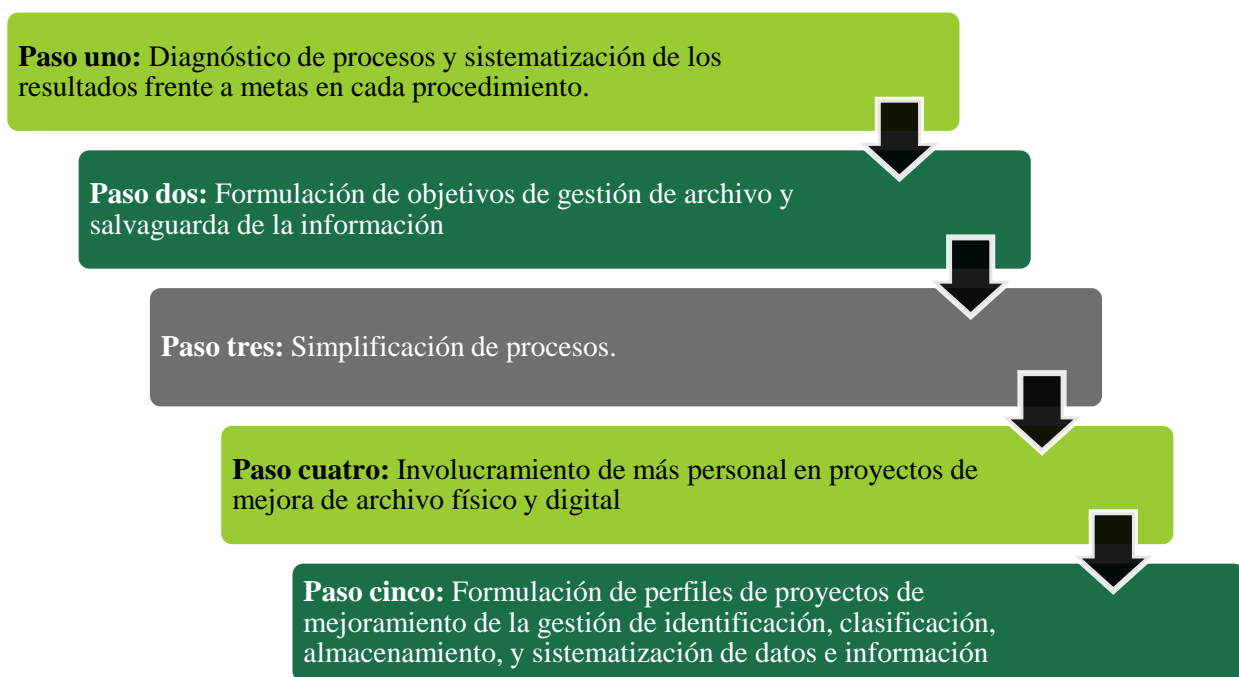 Paso uno: Diagnóstico de procesos y sistematización de los
resultados frente a metas en cada procedimiento.
Paso dos: Formulación de objetivos de gestión de archivo y
salvaguarda de la información
Paso tres: Simplificación de procesos.
Paso cuatro: Involucramiento de más personal en proyectos de
mejora de archivo físico y digital
Paso cinco: Formulación de perfiles de proyectos de
mejoramiento de la gestión de identificación, clasificación,
almacenamiento, y sistematización de datos e información